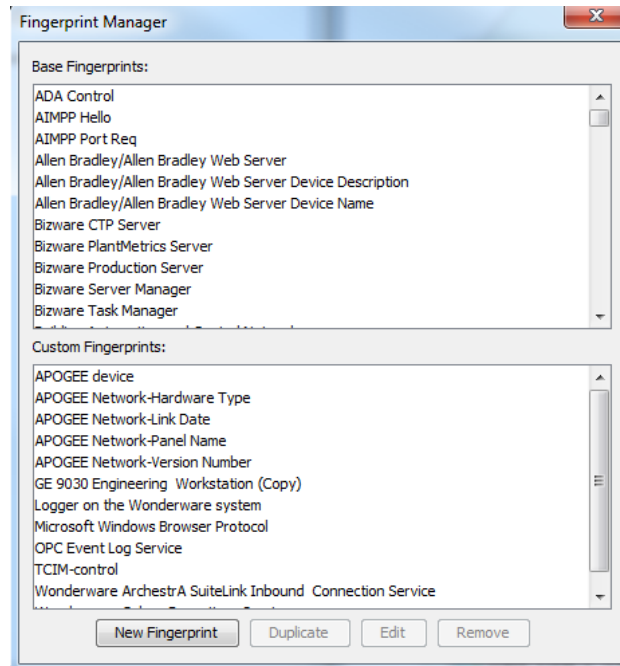 Fingerprint Manager
Base Fingerprints:
ADA Control
AIMPP Hello
AIMPP Port Req
Allen Bradley/Allen Bradley Web Server
Allen Bradley/Allen Bradley Web Server Device Description
Allen Bradley/Allen Bradley Web Server Device Name
Bizware CTP Server
Bizware PlantMetrics Server
Bizware Production Server
Bizware Server Manager
Bizware Task Manager
Custom Fingerprints:
APOGEE device
APOGEE Network-Hardware Type
APOGEE Network-Link Date
APOGEE Network-Panel Name
APOGEE Network-Version Number
GE 9030 Engineering  Workstation (Copy)
Logger on the Wonderware system
Microsoft Windows Browser Protocol
OPC Event Log Service
TCIM-control
Wonderware ArchestrA SuiteLink Inbound  Connection Service
New Fingerprint Duplicate Edit Remove